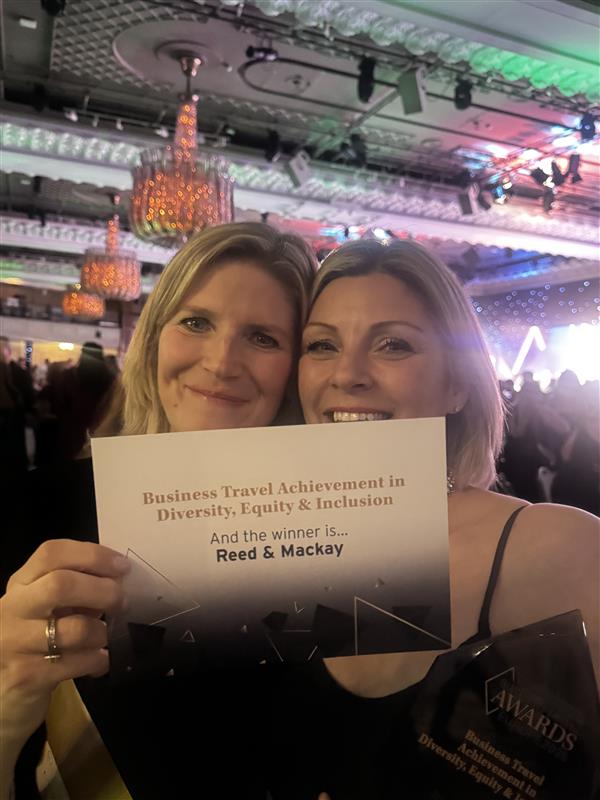 Business Travel Achievement in
Diversity, Equity & Inclusion
And the winner is...
Reed & Mackay
AWARDS
Business Travel
Achievement in
Diversity, Equity &